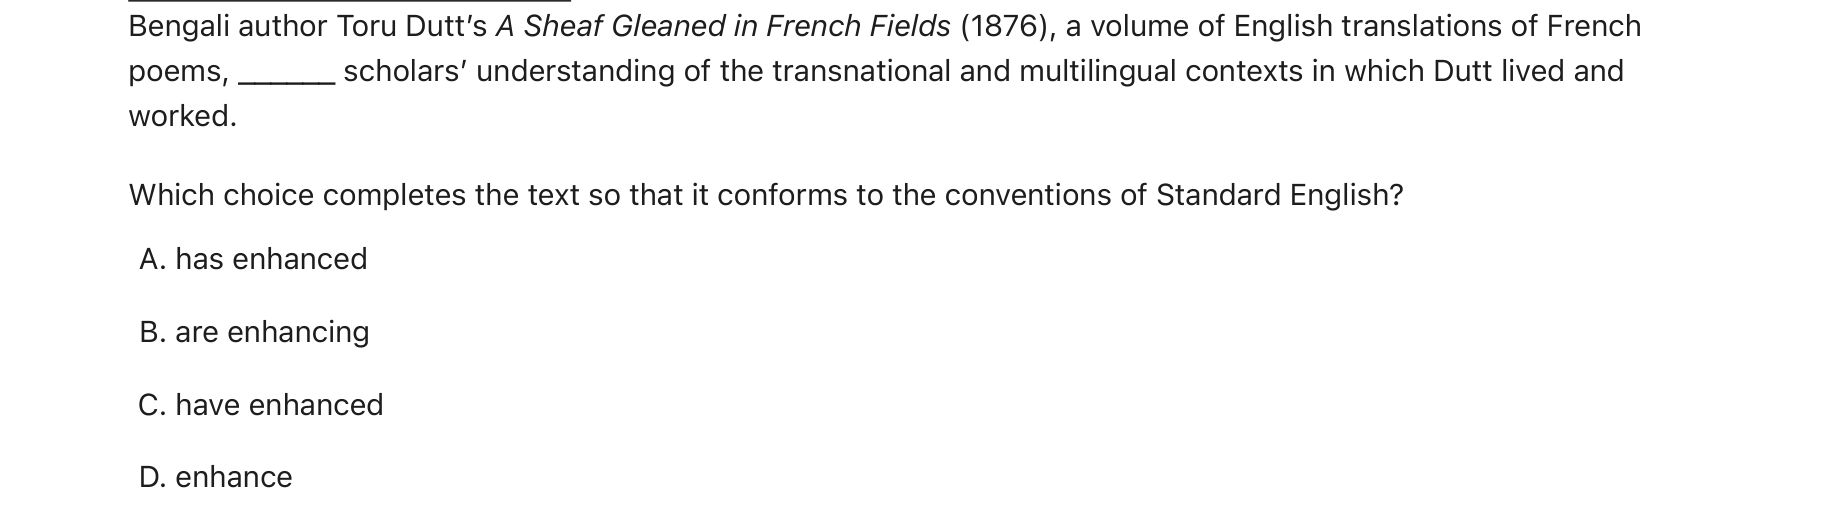 Bengali author Toru Dutt’s A Sheaf Gleaned in French Fields (1876), a volume of English translations of French
poems, ______ scholars’ understanding of the transnational and multilingual contexts in which Dutt lived and
worked.
Which choice completes the text so that it conforms to the conventions of Standard English?
A. has enhanced
B. are enhancing
C. have enhanced
D. enhance